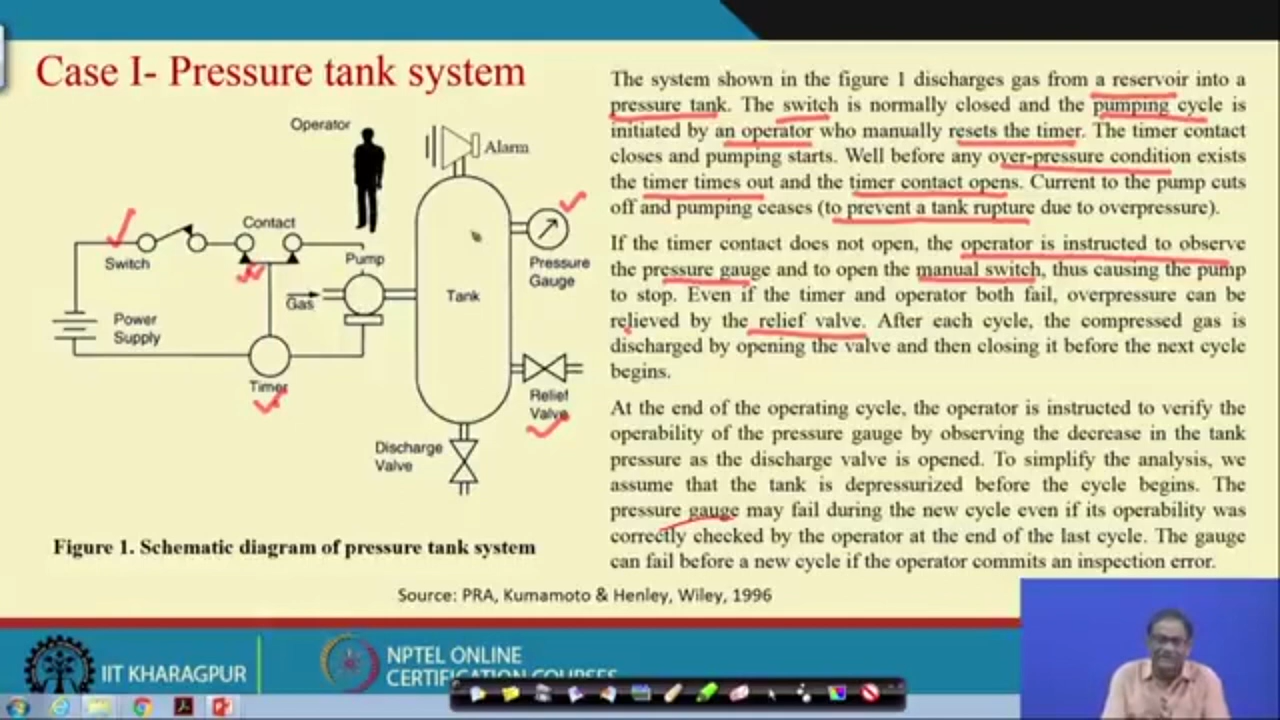 Case I- Pressure tank system
Operator
Alarm
Contact
Switch
Pump
Pressure
Gauge
Gas
Tank
Power
Supply
Timer
Relief
Valve
Discharge
Valve
Figure 1. Schematic diagram of pressure tank system
The system shown in the figure 1 discharges gas from a reservoir into a
pressure tank. The switch is normally closed and the pumping cycle is
initiated by an operator who manually resets the timer. The timer contact
closes and pumping starts. Well before any over-pressure condition exists
the timer times out and the timer contact opens. Current to the pump cuts
off and pumping ceases (to prevent a tank rupture due to overpressure).
If the timer contact does not open, the operator is instructed to observe
the pressure gauge and to open the manual switch, thus causing the pump
to stop. Even if the timer and operator both fail, overpressure can be
relieved by the relief valve. After each cycle, the compressed gas is
discharged by opening the valve and then closing it before the next cycle
begins.
At the end of the operating cycle, the operator is instructed to verify the
operability of the pressure gauge by observing the decrease in the tank
pressure as the discharge valve is opened. To simplify the analysis, we
assume that the tank is depressurized before the cycle begins. The
pressure gauge may fail during the new cycle even if its operability was
correctly checked by the operator at the end of the last cycle. The gauge
can fail before a new cycle if the operator commits an inspection error.
Source: PRA, Kumamoto & Henley, Wiley, 1996
IIT KHARAGPUR
NPTEL ONLINE
CERTIFICATION COURSES